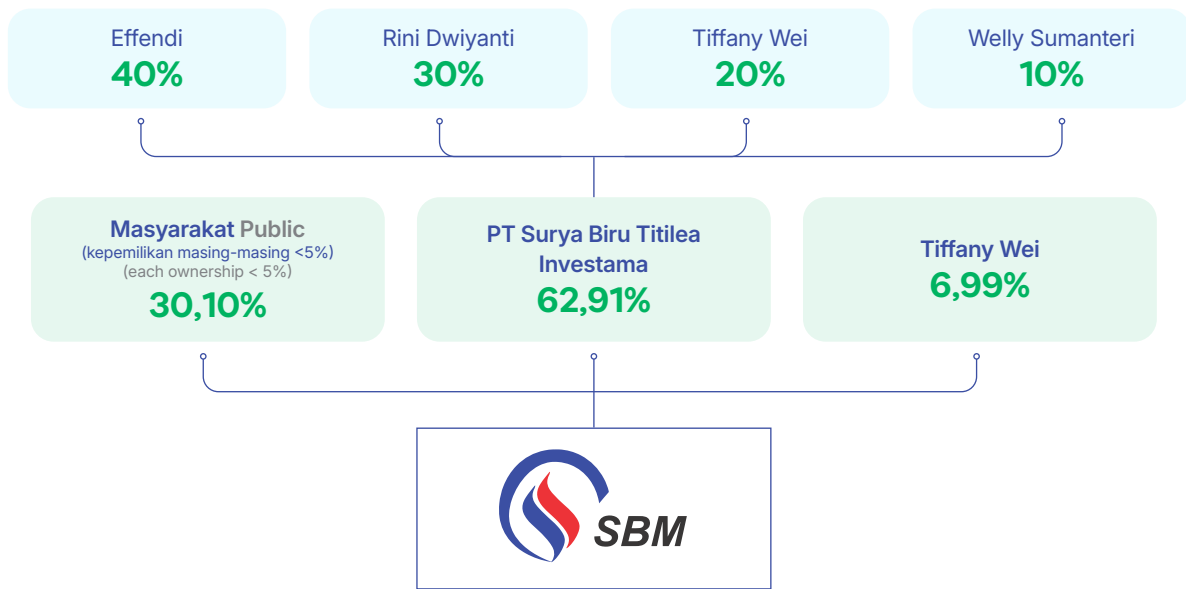 Effendi
40%
Rini Dwiyanti
30%
Tiffany Wei
20%
Welly Sumanteri
10%
Masyarakat Public
(kepemilikan masing-masing <5%)
(each ownership < 5%)
30,10%
PT Surya Biru Titilea
Investama
62,91%
Tiffany Wei
6,99%
SBM